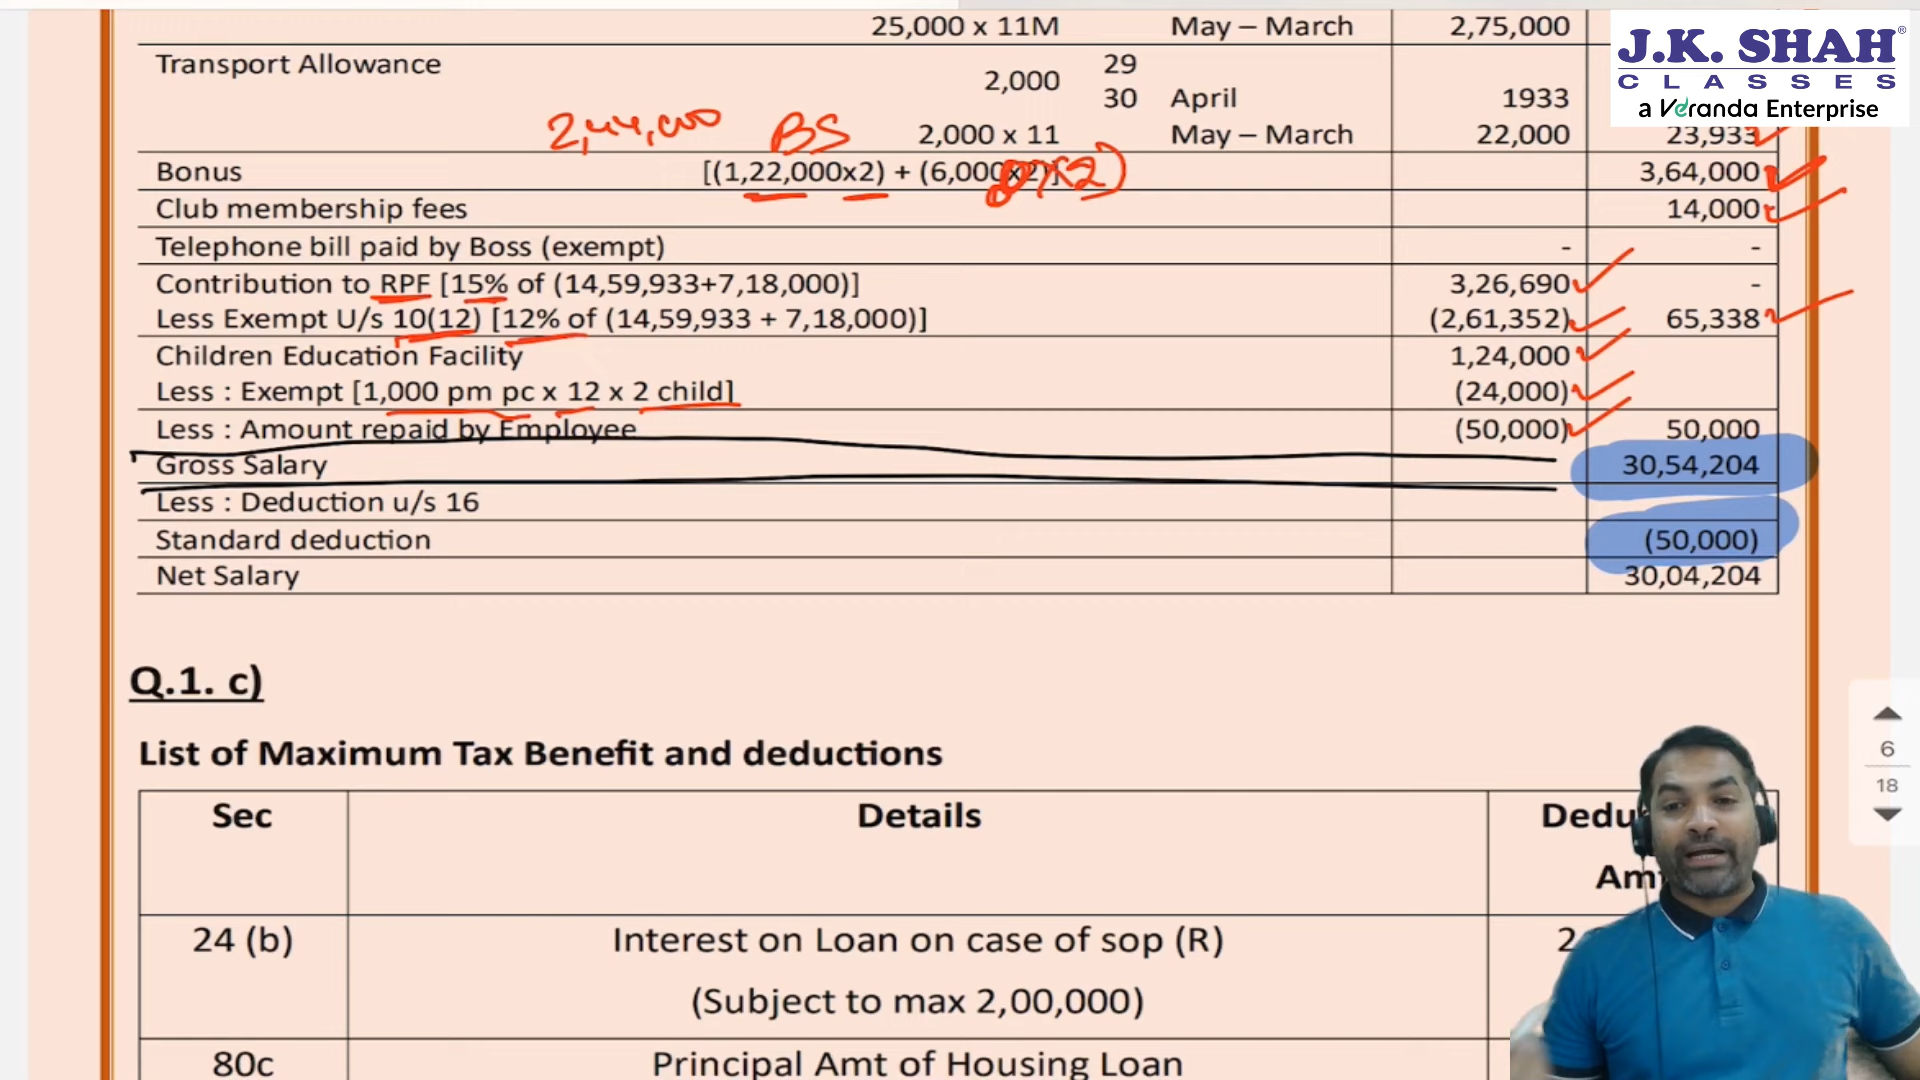 J.K. SHAH®
CLASSES
a Veranda Enterprise
25,000 x 11M May – March 2,75,000
Transport Allowance 2,000 29
30 April 1933
2,44,000 BS 2,000 x 11 May – March 22,000 23,933
Bonus [(1,22,000x2) + (6,000x2)] x2) 3,64,000
Club membership fees 14,000
Telephone bill paid by Boss (exempt) - -
Contribution to RPF [15% of (14,59,933+7,18,000)] 3,26,690 -
Less Exempt U/s 10(12) [12% of (14,59,933 + 7,18,000)] (2,61,352) 65,338
Children Education Facility 1,24,000
Less : Exempt [1,000 pm pc x 12 x 2 child] (24,000)
Less : Amount repaid by Employee (50,000) 50,000
Gross Salary 30,54,204
Less : Deduction u/s 16
Standard deduction (50,000)
Net Salary 30,04,204
Q.1. c)
List of Maximum Tax Benefit and deductions
Sec Details Dedu
Am
24 (b) Interest on Loan on case of sop (R) 2
(Subject to max 2,00,000)
80c Principal Amt of Housing Loan
6
18